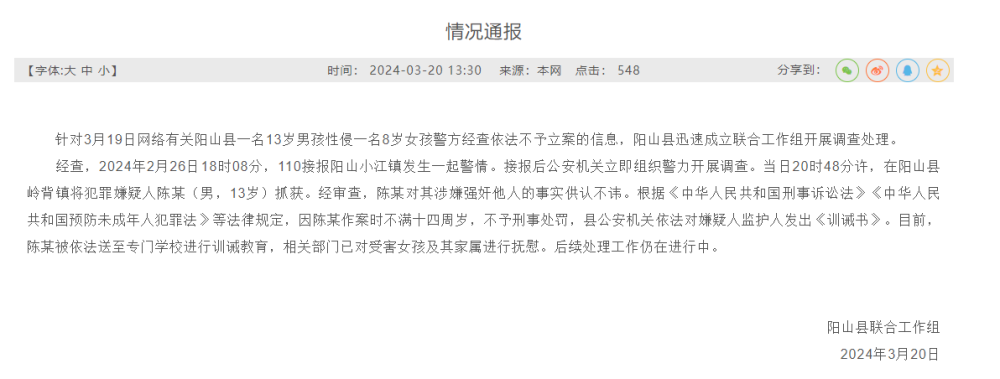 情况通报
【字体:大 中 小】 时间： 2024-03-20 13:30 来源：本网 点击： 548 分享到：
针对3月19日网络有关阳山县一名13岁男孩性侵一名8岁女孩警方经查依法不予立案的信息，阳山县迅速成立联合工作组开展调查处理。
经查，2024年2月26日18时08分，110接报阳山小江镇发生一起警情。接报后公安机关立即组织警力开展调查。当日20时48分许，在阳山县
岭背镇将犯罪嫌疑人陈某（男，13岁）抓获。经审查，陈某对其涉嫌强奸他人的事实供认不讳。根据《中华人民共和国刑事诉讼法》《中华人民
共和国预防未成年人犯罪法》等法律规定，因陈某作案时不满十四周岁，不予刑事处罚，县公安机关依法对嫌疑人监护人发出《训诫书》。目前，
陈某被依法送至专门学校进行训诫教育，相关部门已对受害女孩及其家属进行抚慰。后续处理工作仍在进行中。
阳山县联合工作组
2024年3月20日